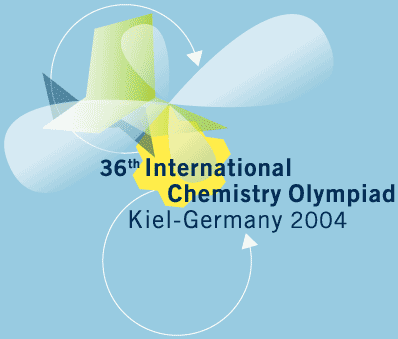 36th International
Chemistry Olympiad
Kiel-Germany 2004